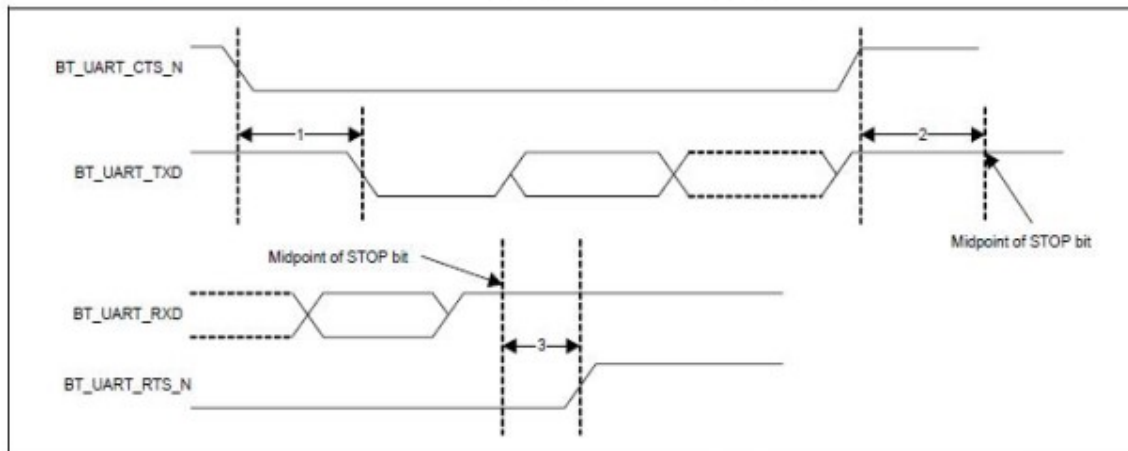 BT_UART_CTS_N
1
2
BT_UART_TXD
Midpoint of STOP bit
Midpoint of STOP bit
BT_UART_RXD
3
BT_UART_RTS_N